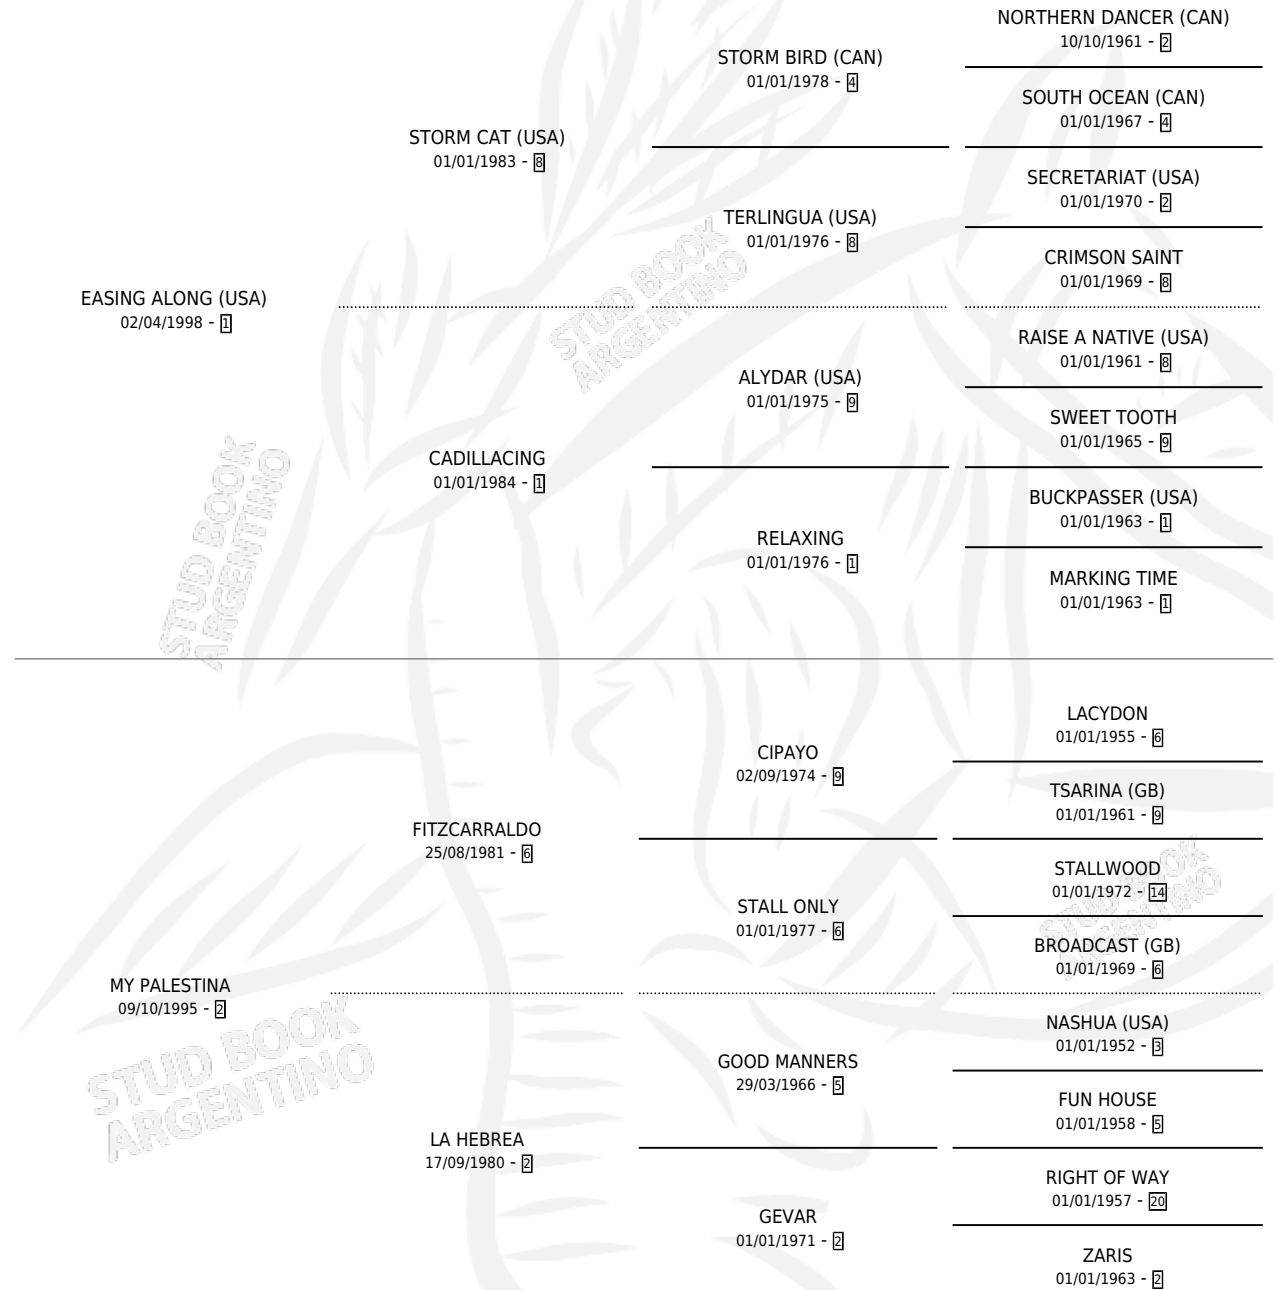 NORTHERN DANCER (CAN)
10/10/1961 - 2
STORM BIRD (CAN)
01/01/1978 - 4
SOUTH OCEAN (CAN)
01/01/1967 - 4
STORM CAT (USA)
01/01/1983 - 8
SECRETARIAT (USA)
01/01/1970 - 2
TERLINGUA (USA)
01/01/1976 - 8
CRIMSON SAINT
01/01/1969 - 8
EASING ALONG (USA)
02/04/1998 - 1
STUD BOOK
ARGENTINO
RAISE A NATIVE (USA)
01/01/1961 - 8
ALYDAR (USA)
01/01/1975 - 9
SWEET TOOTH
01/01/1965 - 9
CADILLACING
01/01/1984 - 1
BUCKPASSER (USA)
01/01/1963 - 1
RELAXING
01/01/1976 - 1
MARKING TIME
01/01/1963 - 1
STUD BOOK
ARGENTINO
LACYDON
01/01/1955 - 6
CIPAYO
02/09/1974 - 9
TSARINA (GB)
01/01/1961 - 9
FITZCARRALDO
25/08/1981 - 6
STALLWOOD
01/01/1972 - 14
STALL ONLY
01/01/1977 - 6
BROADCAST (GB)
01/01/1969 - 6
STUD BOOK
ARGENTINO
MY PALESTINA
09/10/1995 - 2
NASHUA (USA)
01/01/1952 - 3
GOOD MANNERS
29/03/1966 - 5
FUN HOUSE
01/01/1958 - 5
STUD BOOK
ARGENTINO
LA HEBREA
17/09/1980 - 2
RIGHT OF WAY
01/01/1957 - 20
GEVAR
01/01/1971 - 2
ZARIS
01/01/1963 - 2